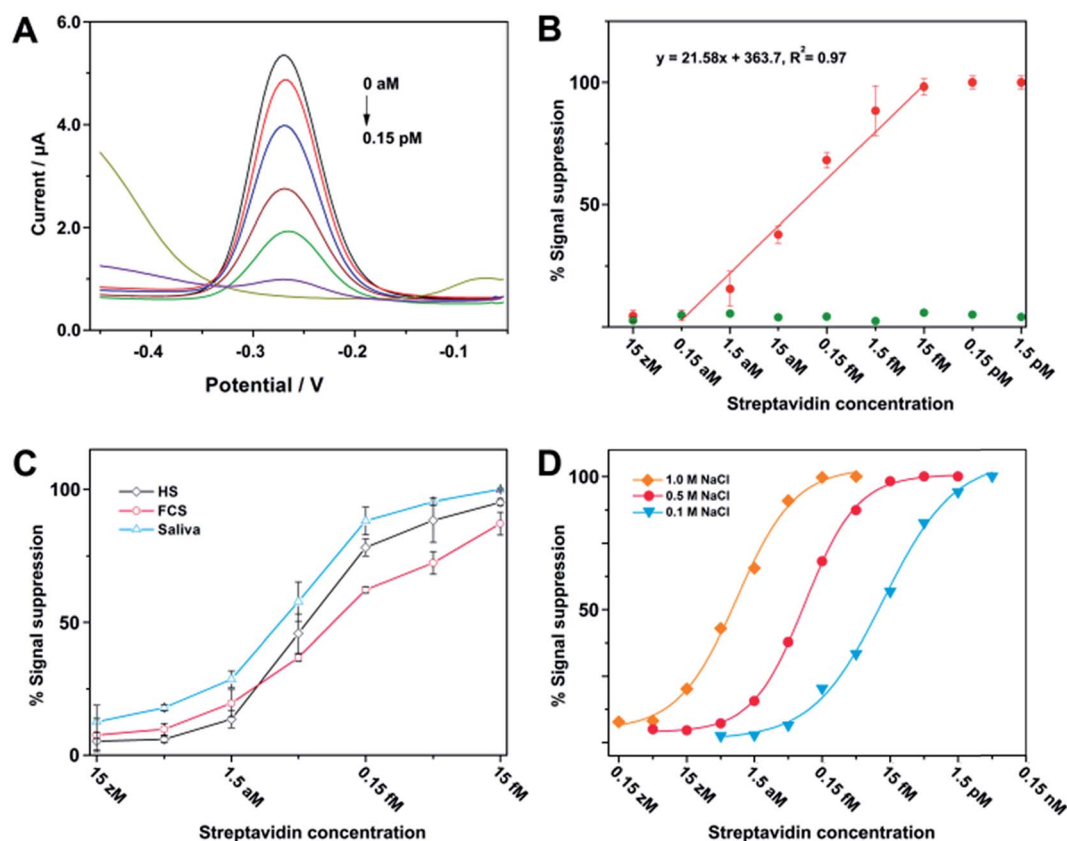 A
6.0
4.0
2.0
0.0
Current / µA
0 aM
0.15 pM
-0.4
-0.3
-0.2
-0.1
Potential / V
B
y = 21.58x + 363.7, R²= 0.97
100
50
% Signal suppression
15 zM
0.15 aM
1.5 aM
15 aM
0.15 fM
1.5 fM
15 fM
0.15 pM
1.5 pM
Streptavidin concentration
C
HS
FCS
Saliva
100
50
0
% Signal suppression
15 zM
1.5 aM
0.15 fM
15 fM
Streptavidin concentration
D
1.0 M NaCl
0.5 M NaCl
0.1 M NaCl
100
50
% Signal suppression
0.15 zM
15 zM
1.5 aM
0.15 fM
15 fM
1.5 pM
0.15 nM
Streptavidin concentration